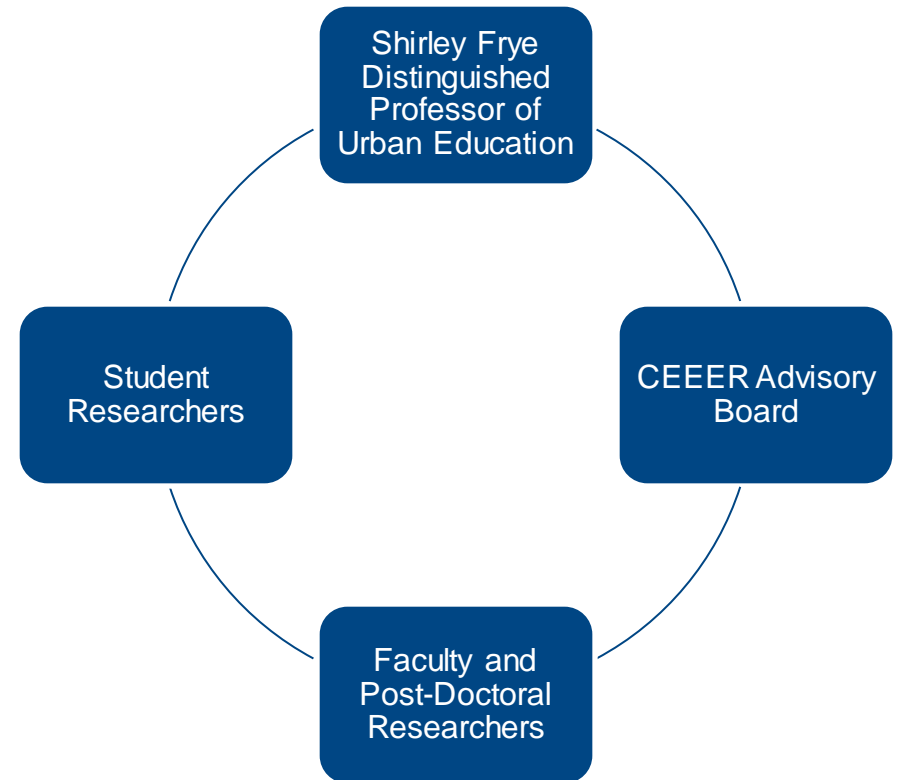 Shirley Frye
Distinguished
Professor of
Urban Education
Student
Researchers
CEEER Advisory
Board
Faculty and
Post-Doctoral
Researchers